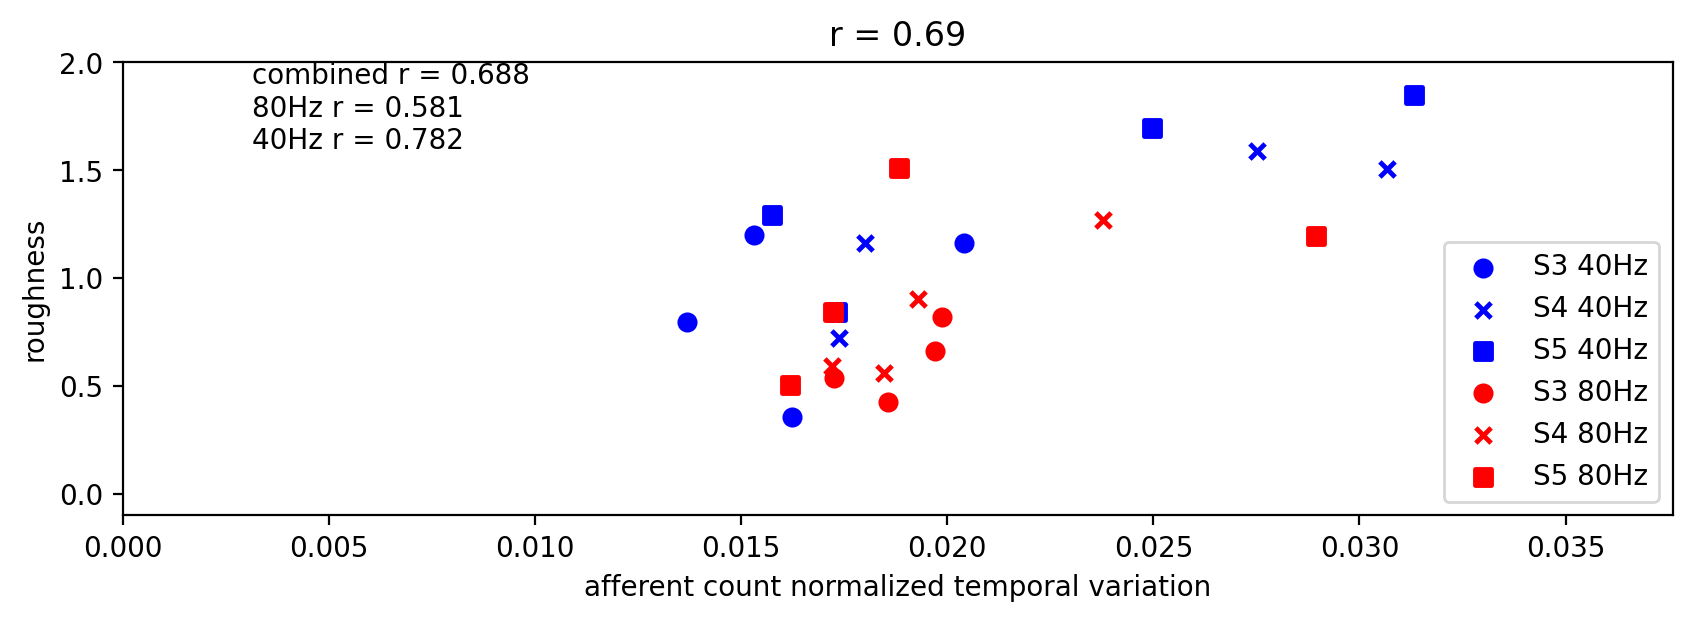 r = 0.69
combined r = 0.688
80Hz r = 0.581
40Hz r = 0.782
2.0
1.5
1.0
0.5
0.0
roughness
S3 40Hz
S4 40Hz
S5 40Hz
S3 80Hz
S4 80Hz
S5 80Hz
0.000 0.005 0.010 0.015 0.020 0.025 0.030 0.035
afferent count normalized temporal variation